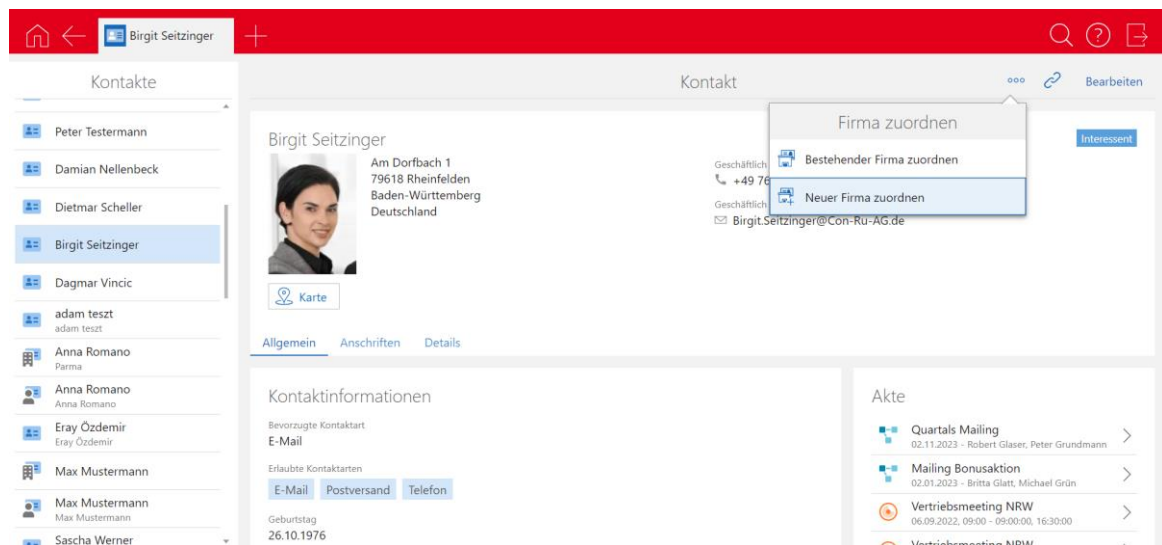 Birgit Seitzinger
Kontakte
Kontakt
Bearbeiten
Peter Testermann
Damian Nellenbeck
Dietmar Scheller
Birgit Seitzinger
Dagmar Vincic
adam teszt
adam teszt
Anna Romano
Parma
Anna Romano
Anna Romano
Eray Özdemir
Eray Özdemir
Max Mustermann
Max Mustermann
Max Mustermann
Sascha Werner
Firma zuordnen
Bestehender Firma zuordnen
Neuer Firma zuordnen
Birgit Seitzinger
Interessent
Am Dorfbach 1
79618 Rheinfelden
Baden-Württemberg
Deutschland
Geschäftlich
+49 76
Geschäftlich
Birgit.Seitzinger@Con-Ru-AG.de
Karte
Allgemein Anschriften Details
Kontaktinformationen
Bevorzugte Kontaktart
E-Mail
Erlaubte Kontaktarten
E-Mail Postversand Telefon
Geburtstag
26.10.1976
Akte
Quartals Mailing
02.11.2023 - Robert Glaser, Peter Grundmann
Mailing Bonusaktion
02.01.2023 - Britta Glatt, Michael Grün
Vertriebsmeeting NRW
06.09.2022, 09:00 - 09:00:00, 16:30:00
Vertriebsmeeting NRW